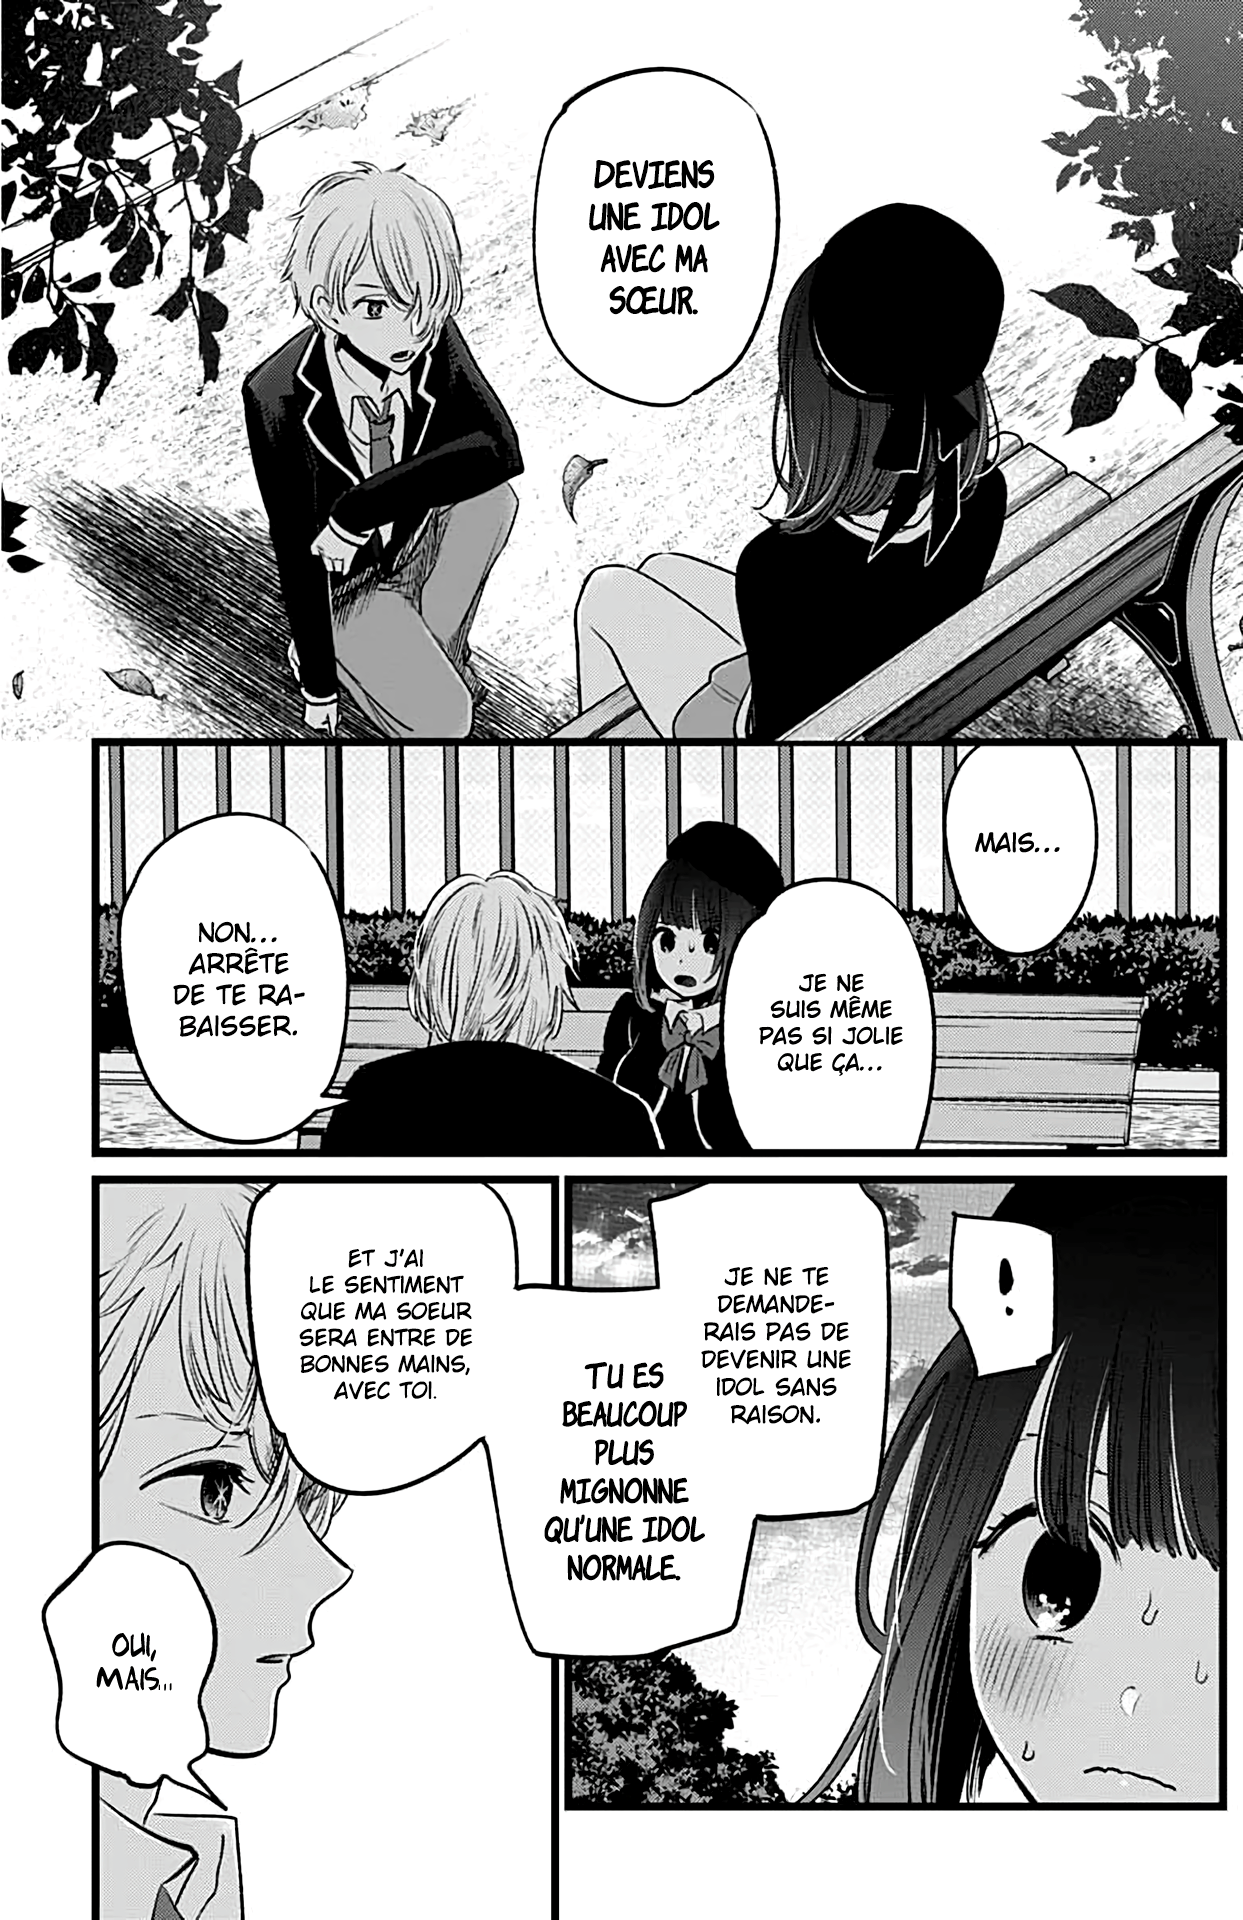 DEVIENS
UNE IDOL
AVEC MA
SŒUR.
MAIS...
JE NE
SUIS MÊME
PAS SI JOLIE
QUE ÇA...
NON...
ARRÊTE
DE TE RA-
BAISSER.
!
JE NE TE
DEMANDE-
RAIS PAS DE
DEVENIR UNE
IDOL SANS
RAISON.
TU ES
BEAUCOUP
PLUS
MIGNONNE
QU'UNE IDOL
NORMALE.
ET J'AI
LE SENTIMENT
QUE MA SOEUR
SERA ENTRE DE
BONNES MAINS,
AVEC TOI.
OUI,
MAIS...